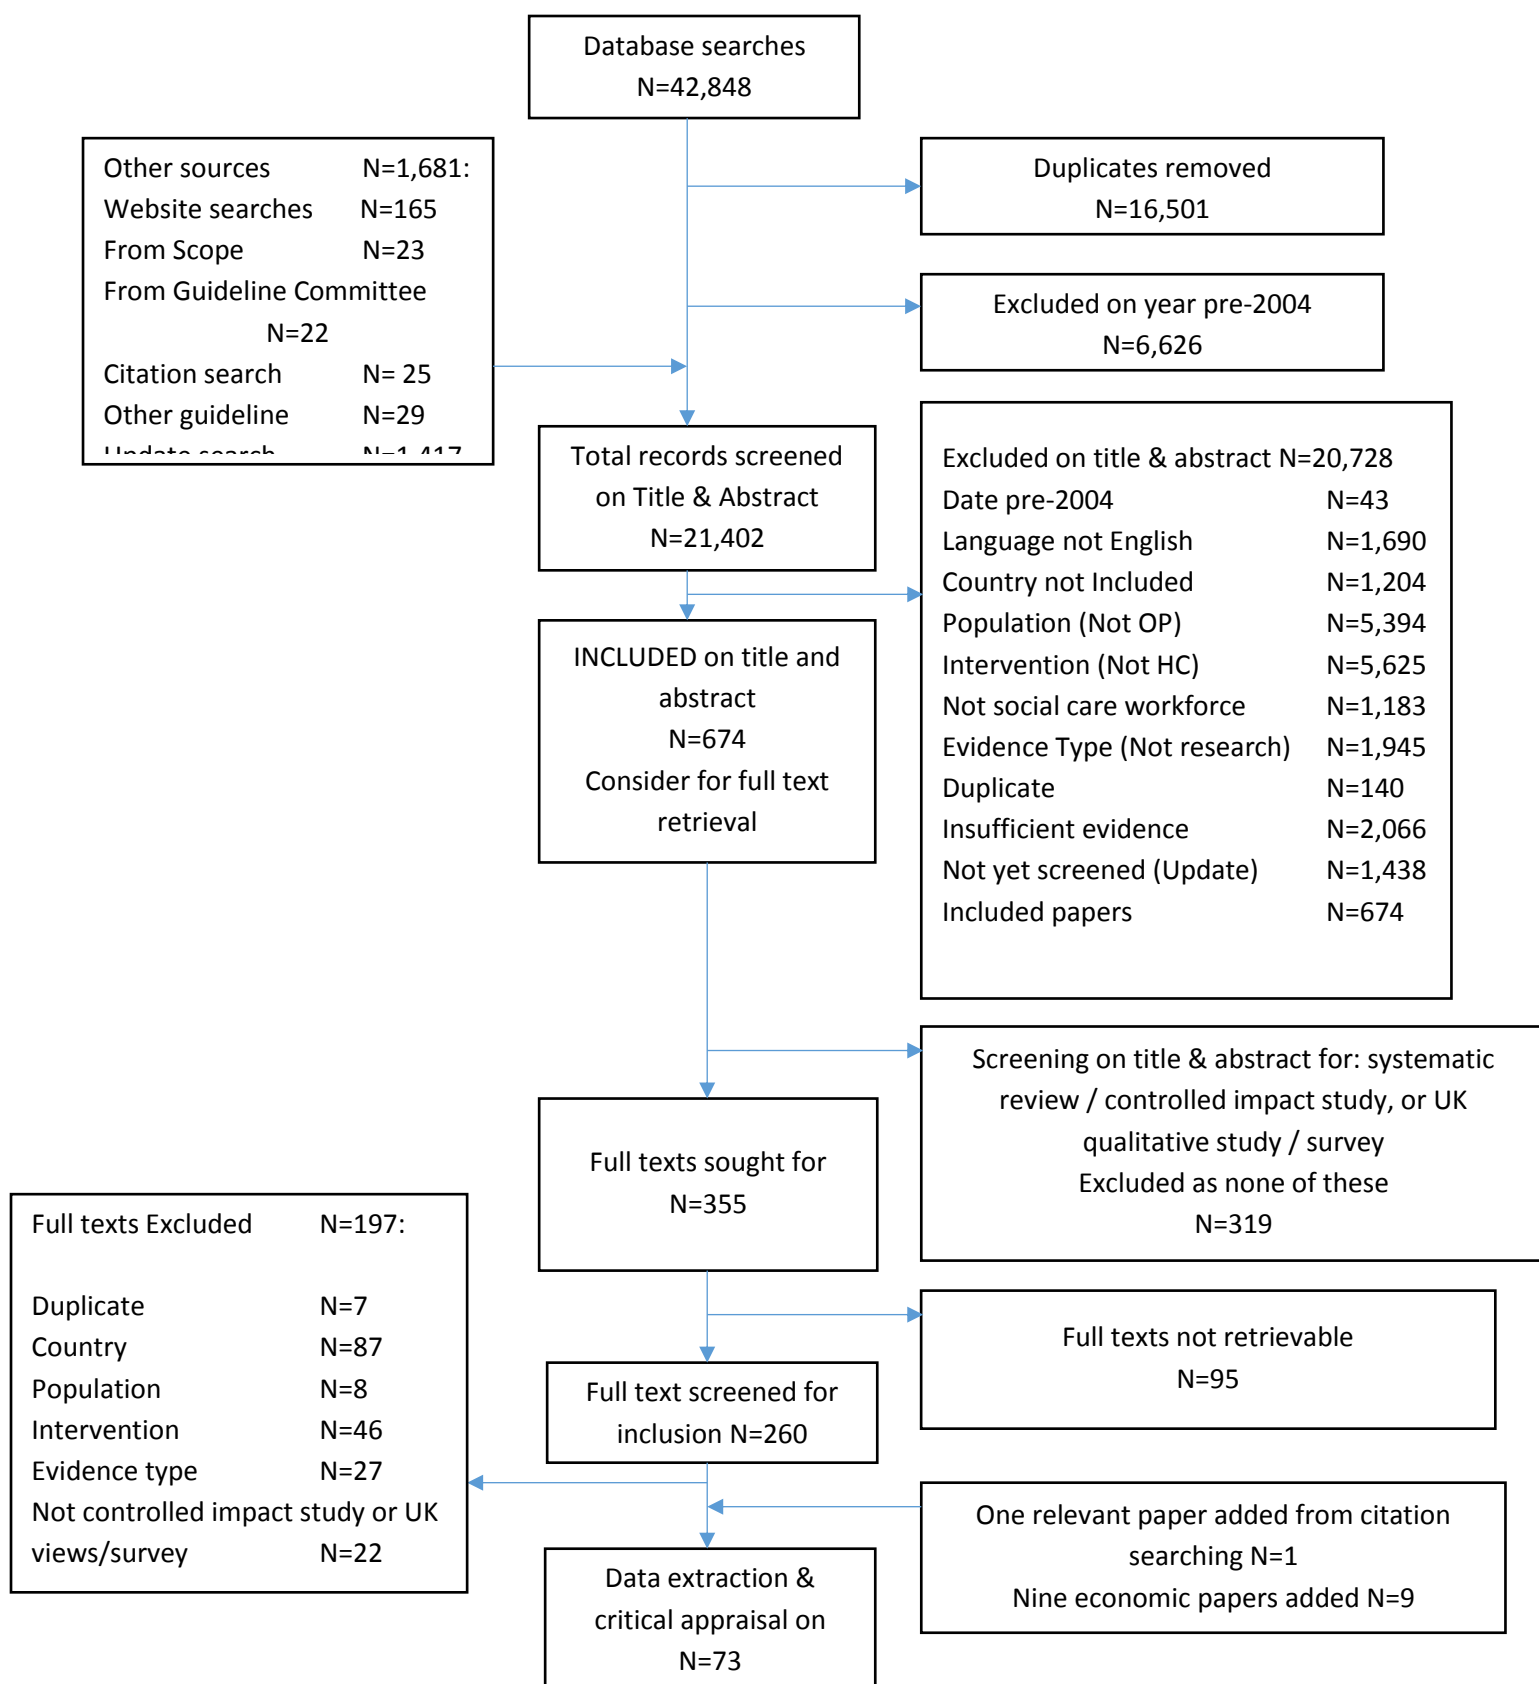 Database searches
N=42,848
Other sources N=1,681:
Website searches N=165
From Scope N=23
From Guideline Committee
N=22
Citation search N= 25
Other guideline N=29
Update search N=1,417
Duplicates removed
N=16,501
Excluded on year pre-2004
N=6,626
Total records screened
on Title & Abstract
N=21,402
Excluded on title & abstract N=20,728
Date pre-2004 N=43
Language not English N=1,690
Country not Included N=1,204
Population (Not OP) N=5,394
Intervention (Not HC) N=5,625
Not social care workforce N=1,183
Evidence Type (Not research) N=1,945
Duplicate N=140
Insufficient evidence N=2,066
Not yet screened (Update) N=1,438
Included papers N=674
INCLUDED on title and
abstract
N=674
Consider for full text
retrieval
Screening on title & abstract for: systematic
review / controlled impact study, or UK
qualitative study / survey
Excluded as none of these
N=319
Full texts sought for
N=355
Full texts not retrievable
N=95
Full text screened for
inclusion N=260
Full texts Excluded N=197:
Duplicate N=7
Country N=87
Population N=8
Intervention N=46
Evidence type N=27
Not controlled impact study or UK
views/survey N=22
One relevant paper added from citation
searching N=1
Nine economic papers added N=9
Data extraction &
critical appraisal on
N=73